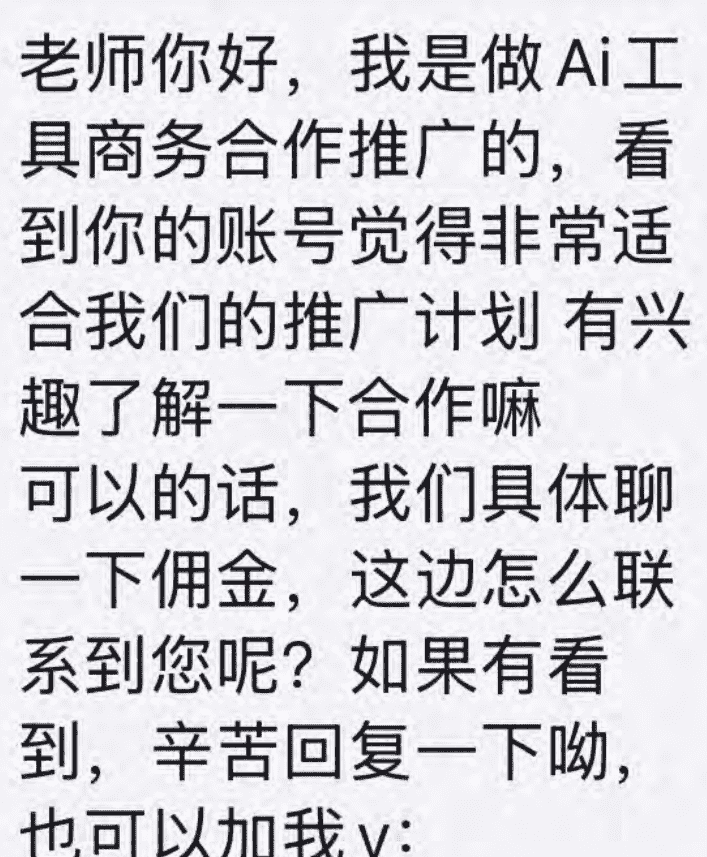 老师你好，我是做Ai工
具商务合作推广的，看
到你的账号觉得非常适
合我们的推广计划 有兴
趣了解一下合作嘛
可以的话，我们具体聊
一下佣金，这边怎么联
系到您呢？如果有看
到，辛苦回复一下呦，
也可以加我v：